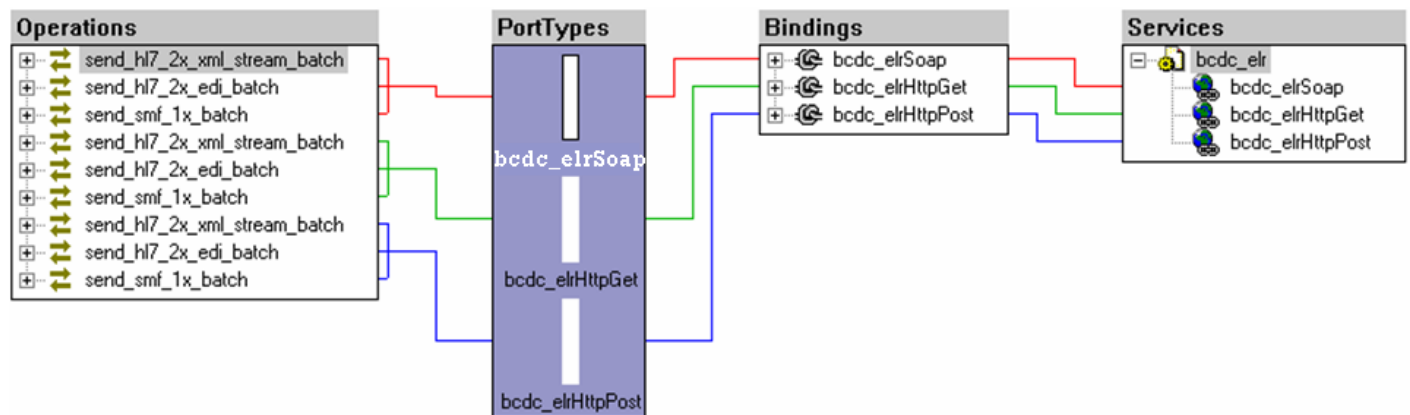 Operations
send_hl7_2x_xml_stream_batch
send_hl7_2x_edi_batch
send_smf_1x_batch
send_hl7_2x_xml_stream_batch
send_hl7_2x_edi_batch
send_smf_1x_batch
send_hl7_2x_xml_stream_batch
send_hl7_2x_edi_batch
send_smf_1x_batch
PortTypes
bcdc_elrSoap
bcdc_elrHttpGet
bcdc_elrHttpPost
Bindings
bcdc_elrSoap
bcdc_elrHttpGet
bcdc_elrHttpPost
Services
bcdc_elr
bcdc_elrSoap
bcdc_elrHttpGet
bcdc_elrHttpPost